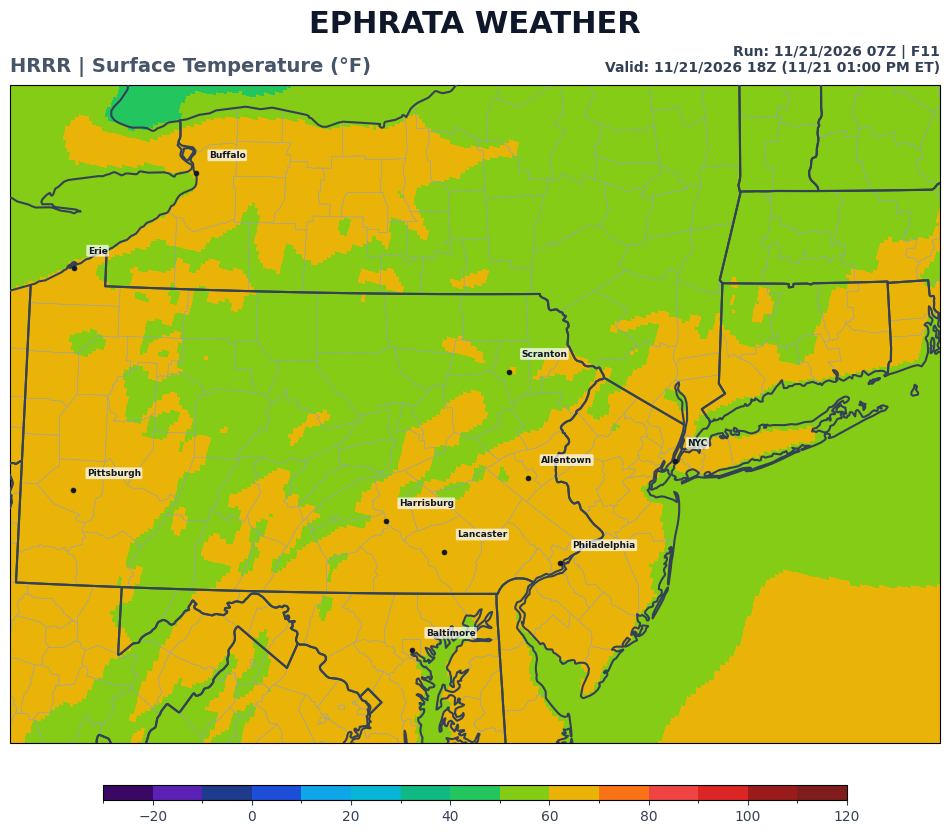 EPHRATA WEATHER
HRRR | Surface Temperature (°F)
Run: 11/21/2026 07Z | F11
Valid: 11/21/2026 18Z (11/21 01:00 PM ET)
Buffalo
Erie
Scranton
NYC
Allentown
Pittsburgh
Harrisburg
Lancaster
Philadelphia
Baltimore
−20 0 20 40 60 80 100 120